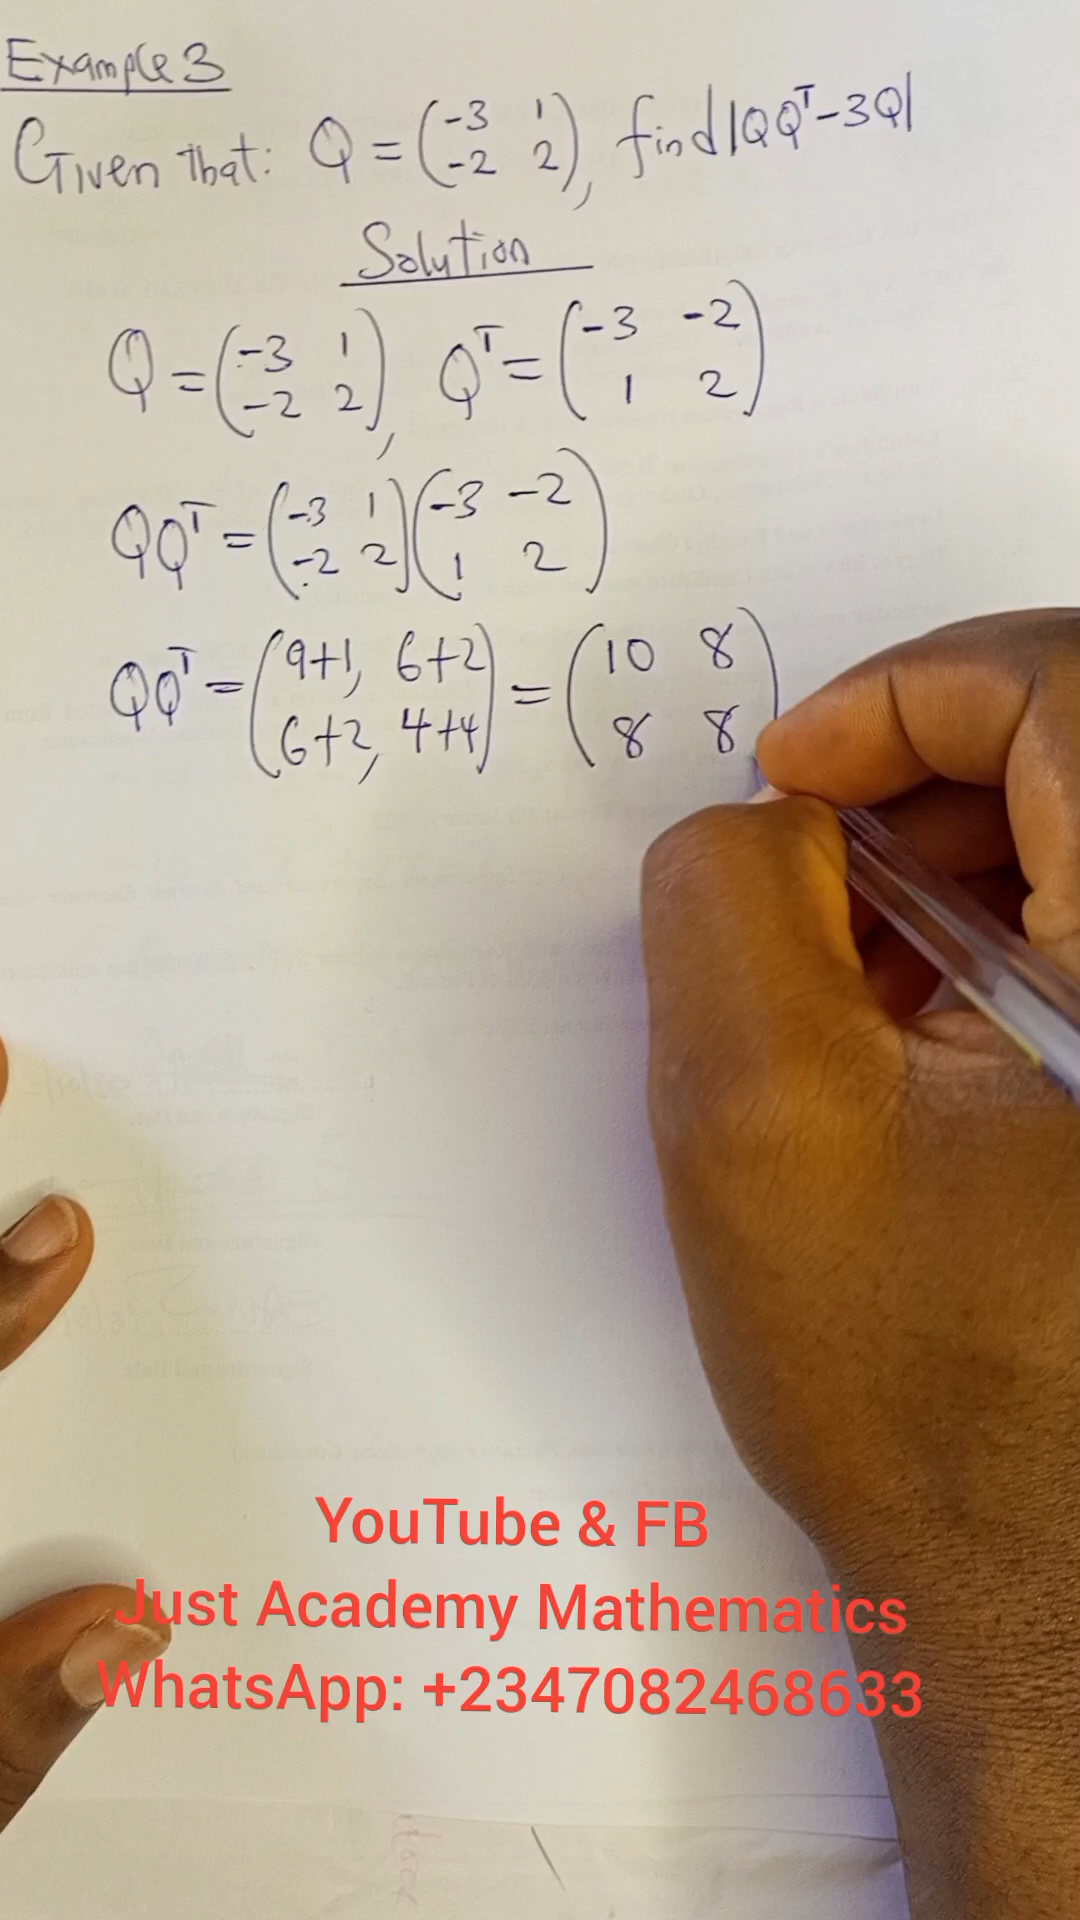 Example 3
Given that: Q = (-3 1
-2 2), find |QQᵀ-3Q|
Solution
Q = (-3 1
-2 2), Qᵀ = (-3 -2
1 2)
QQᵀ = (-3 1
-2 2)(-3 -2
1 2)
QQᵀ = (9+1, 6+2
6+2, 4+4) = (10 8
8 8)
YouTube & FB
Just Academy Mathematics
WhatsApp: +2347082468633